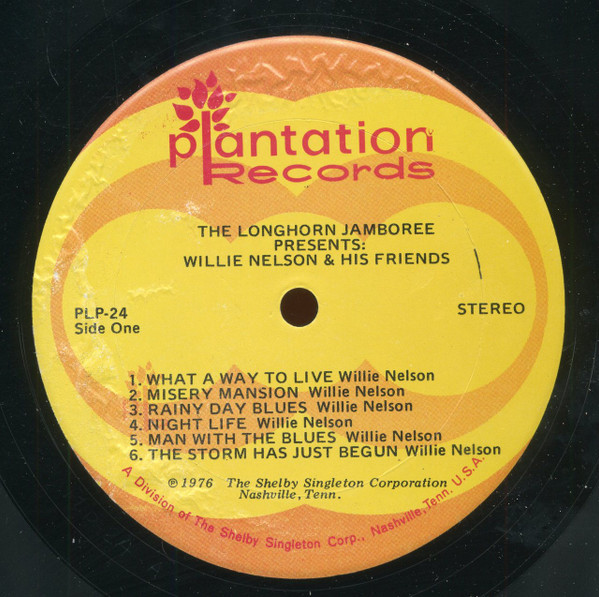 plantation
Records
THE LONGHORN JAMBOREE
PRESENTS:
WILLIE NELSON & HIS FRIENDS
PLP-24
Side One
STEREO
1. WHAT A WAY TO LIVE Willie Nelson
2. MISERY MANSION Willie Nelson
3. RAINY DAY BLUES Willie Nelson
4. NIGHT LIFE Willie Nelson
5. MAN WITH THE BLUES Willie Nelson
6. THE STORM HAS JUST BEGUN Willie Nelson
℗ 1976 The Shelby Singleton Corporation
Nashville, Tenn.
A Division of The Shelby Singleton Corp., Nashville, Tenn. U.S.A.